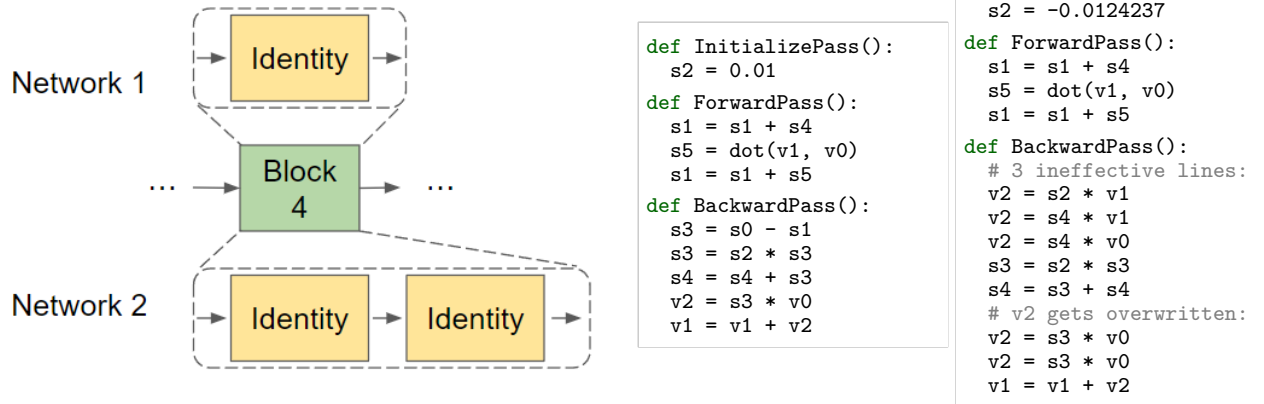 Network 1
Identity
...
Block
4
...
Network 2
Identity
Identity
def InitializePass():
  s2 = 0.01
def ForwardPass():
  s1 = s1 + s4
  s5 = dot(v1, v0)
  s1 = s1 + s5
def BackwardPass():
  s3 = s0 - s1
  s3 = s2 * s3
  s4 = s4 + s3
  v2 = s3 * v0
  v1 = v1 + v2
  s2 = -0.0124237
def ForwardPass():
  s1 = s1 + s4
  s5 = dot(v1, v0)
  s1 = s1 + s5
def BackwardPass():
  # 3 ineffective lines:
  v2 = s2 * v1
  v2 = s4 * v1
  v2 = s4 * v0
  s3 = s2 * s3
  s4 = s3 + s4
  # v2 gets overwritten:
  v2 = s3 * v0
  v2 = s3 * v0
  v1 = v1 + v2